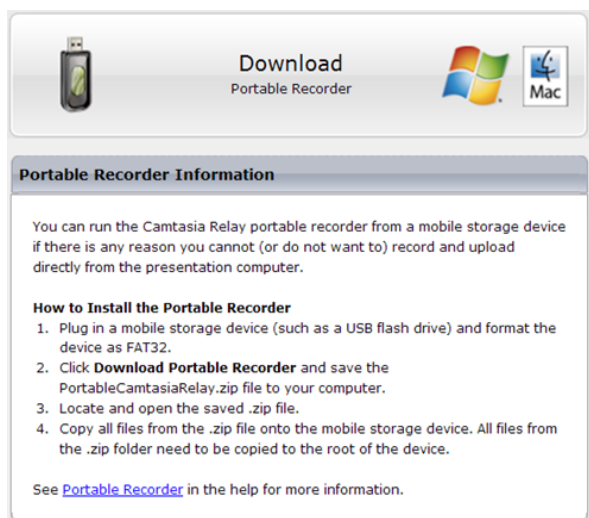 Download
Portable Recorder
Mac
Portable Recorder Information
You can run the Camtasia Relay portable recorder from a mobile storage device
if there is any reason you cannot (or do not want to) record and upload
directly from the presentation computer.
How to Install the Portable Recorder
1. Plug in a mobile storage device (such as a USB flash drive) and format the
device as FAT32.
2. Click Download Portable Recorder and save the
PortableCamtasiaRelay.zip file to your computer.
3. Locate and open the saved .zip file.
4. Copy all files from the .zip file onto the mobile storage device. All files from
the .zip folder need to be copied to the root of the device.
See Portable Recorder in the help for more information.